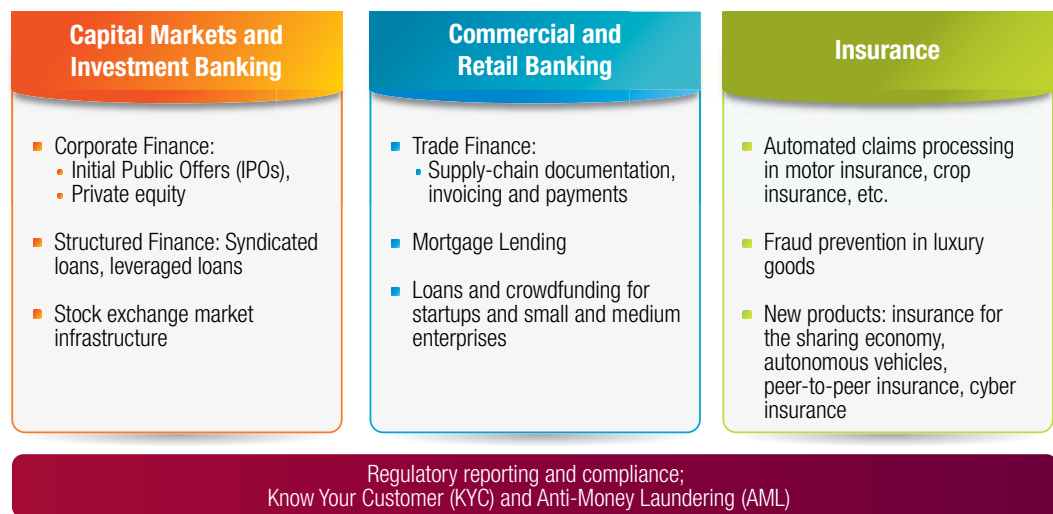 Capital Markets and
Investment Banking
Corporate Finance:
Initial Public Offers (IPOs),
Private equity
Structured Finance: Syndicated
loans, leveraged loans
Stock exchange market
infrastructure
Commercial and
Retail Banking
Trade Finance:
Supply-chain documentation,
invoicing and payments
Mortgage Lending
Loans and crowdfunding for
startups and small and medium
enterprises
Insurance
Automated claims processing
in motor insurance, crop
insurance, etc.
Fraud prevention in luxury
goods
New products: insurance for
the sharing economy,
autonomous vehicles,
peer-to-peer insurance, cyber
insurance
Regulatory reporting and compliance;
Know Your Customer (KYC) and Anti-Money Laundering (AML)